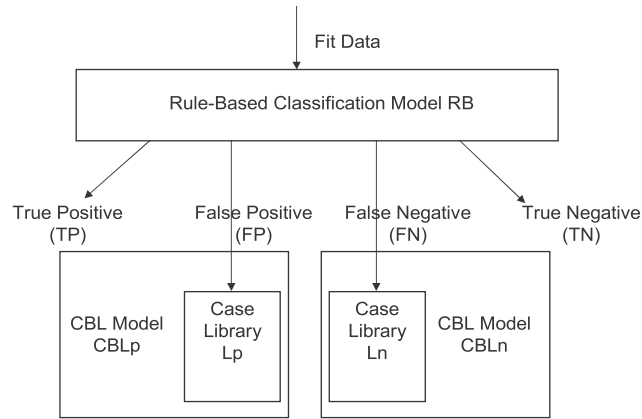 Fit Data
Rule-Based Classification Model RB
True Positive
(TP)
False Positive
(FP)
False Negative
(FN)
True Negative
(TN)
CBL Model
CBLp
Case
Library
Lp
Case
Library
Ln
CBL Model
CBLn